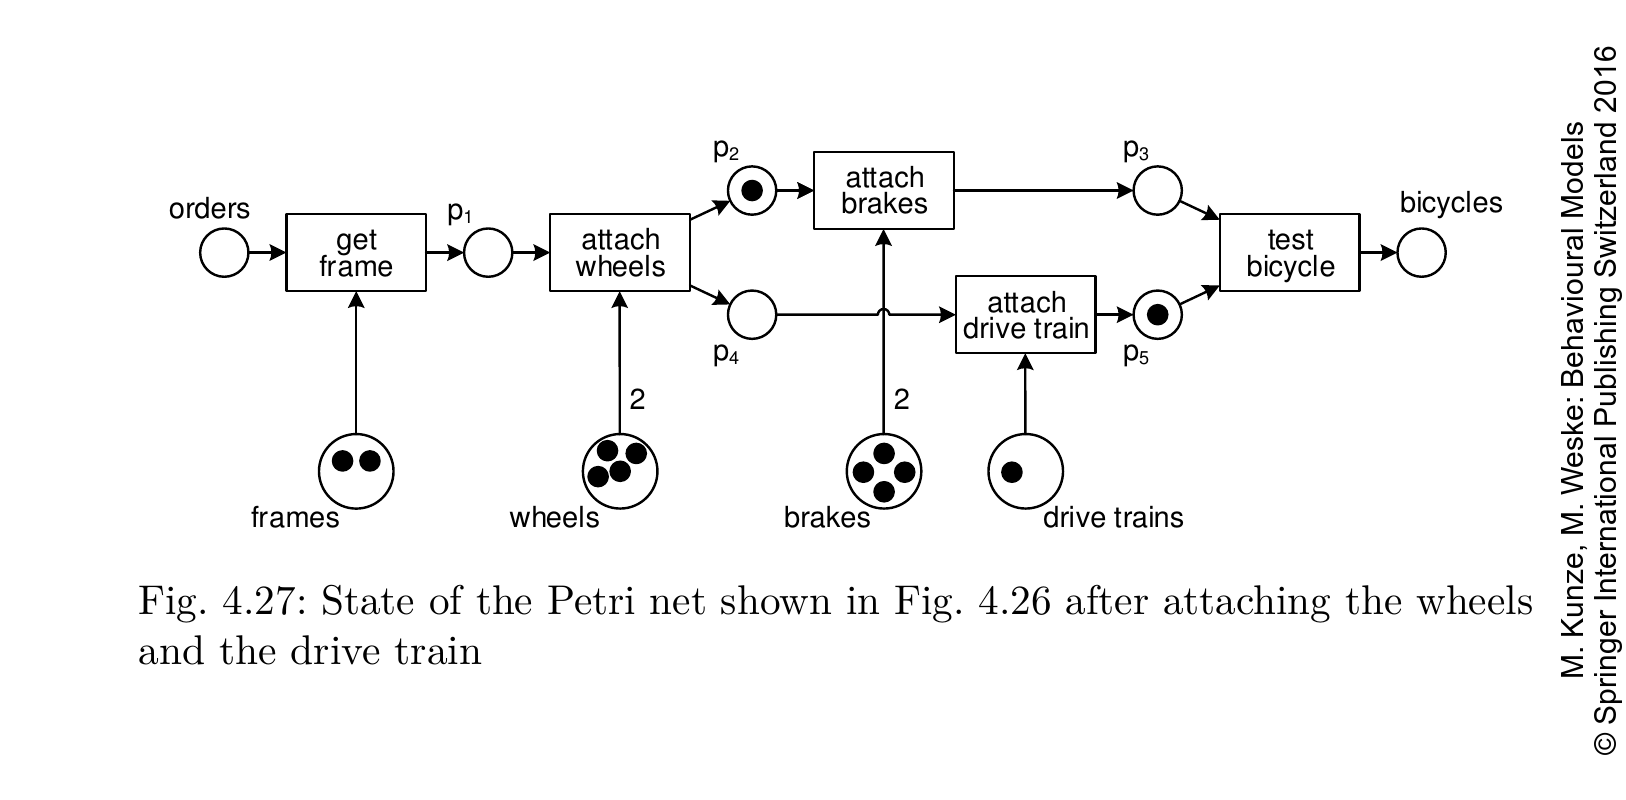 orders
get
frame
p1
attach
wheels
p2
attach
brakes
p3
p4
attach
drive train
p5
test
bicycle
bicycles
2
2
frames
wheels
brakes
drive trains
Fig. 4.27: State of the Petri net shown in Fig. 4.26 after attaching the wheels
and the drive train
M. Kunze, M. Weske: Behavioural Models
© Springer International Publishing Switzerland 2016